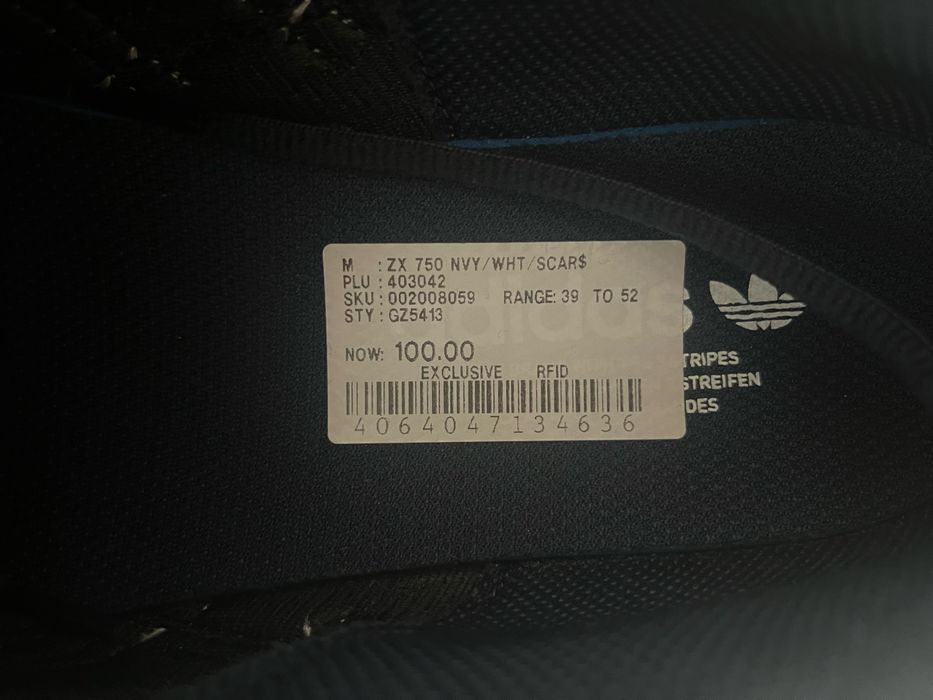 M : ZX 750 NVY/WHT/SCAR$
PLU : 403042
SKU : 002008059 RANGE: 39 TO 52
STY : GZ5413
NOW: 100.00
EXCLUSIVE RFID
4064047134636
adidas
TRIPES
STREIFEN
DES